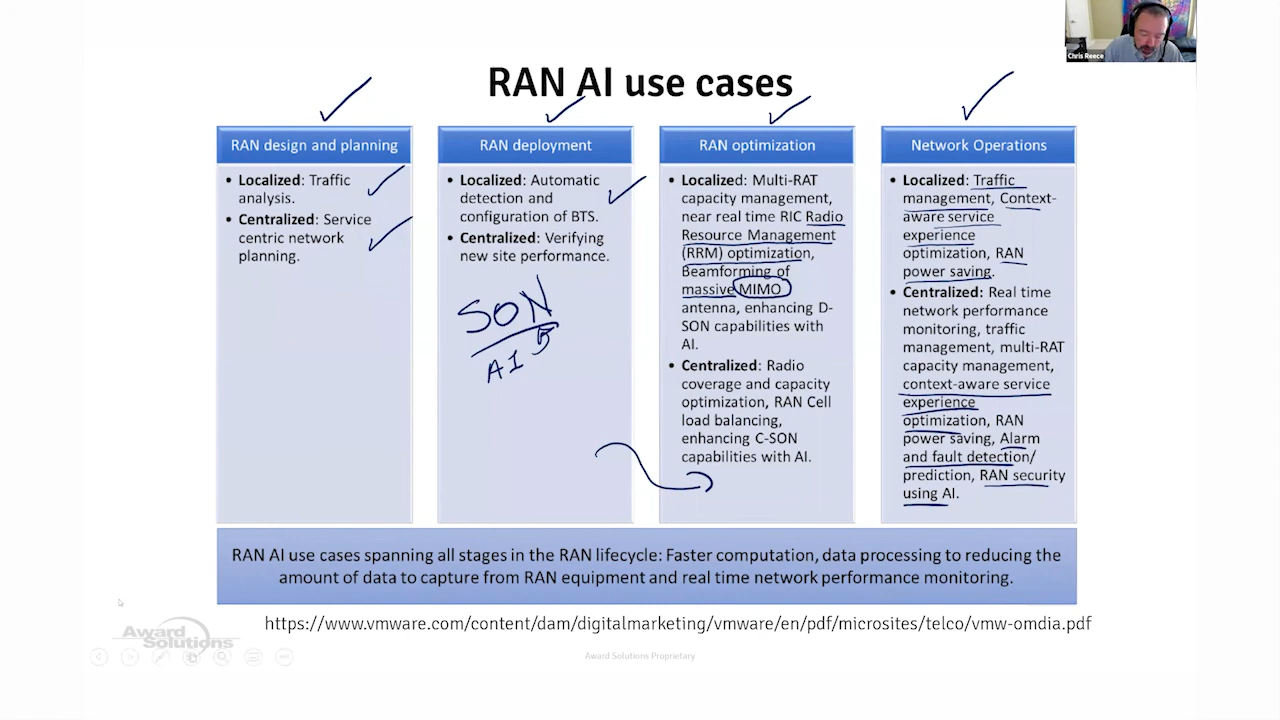 Chris Reece
RAN AI use cases
RAN design and planning
• Localized: Traffic
analysis.
• Centralized: Service
centric network
planning.
RAN deployment
• Localized: Automatic
detection and
configuration of BTS.
• Centralized: Verifying
new site performance.
SON
AI
RAN optimization
• Localized: Multi-RAT
capacity management,
near real time RIC Radio
Resource Management
(RRM) optimization,
Beamforming of
massive MIMO
antenna, enhancing D-
SON capabilities with
AI.
• Centralized: Radio
coverage and capacity
optimization, RAN Cell
load balancing,
enhancing C-SON
capabilities with AI.
Network Operations
• Localized: Traffic
management, Context-
aware service
experience
optimization, RAN
power saving.
• Centralized: Real time
network performance
monitoring, traffic
management, multi-RAT
capacity management,
context-aware service
experience
optimization, RAN
power saving, Alarm
and fault detection/
prediction, RAN security
using AI.
RAN AI use cases spanning all stages in the RAN lifecycle: Faster computation, data processing to reducing the
amount of data to capture from RAN equipment and real time network performance monitoring.
https://www.vmware.com/content/dam/digitalmarketing/vmware/en/pdf/microsites/telco/vmw-omdia.pdf
Award
Solutions
Award Solutions Proprietary